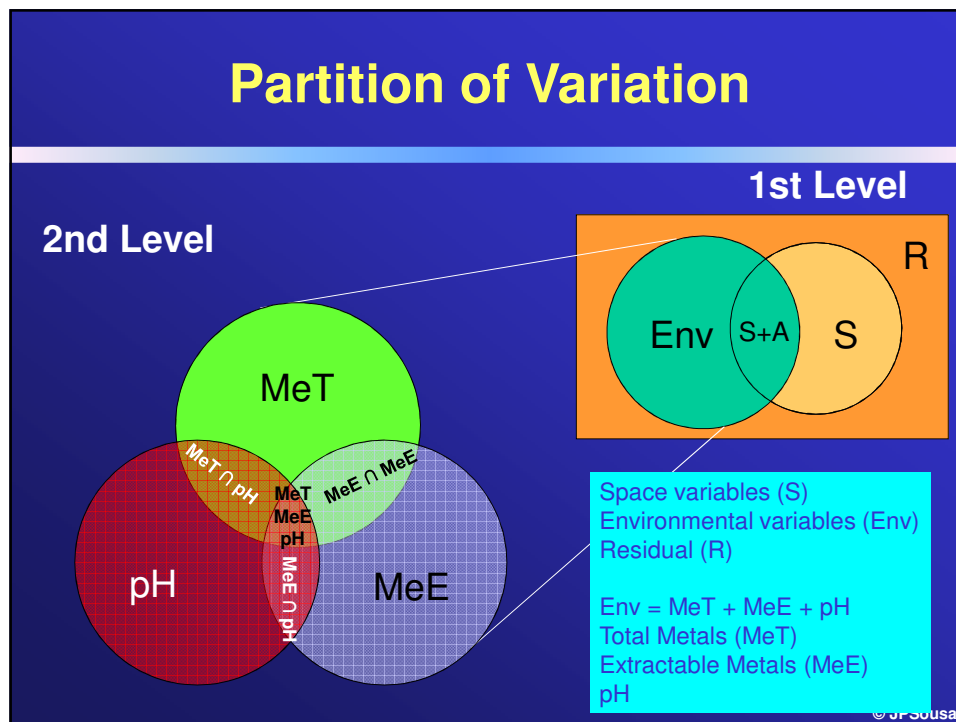 Partition of Variation
1st Level
2nd Level
R
Env
S+A
S
MeT
MeT ∩ pH
MeE ∩ MeE
MeT
MeE
pH
pH
MeE ∩ pH
MeE
Space variables (S)
Environmental variables (Env)
Residual (R)
Env = MeT + MeE + pH
Total Metals (MeT)
Extractable Metals (MeE)
pH
© JPSousa